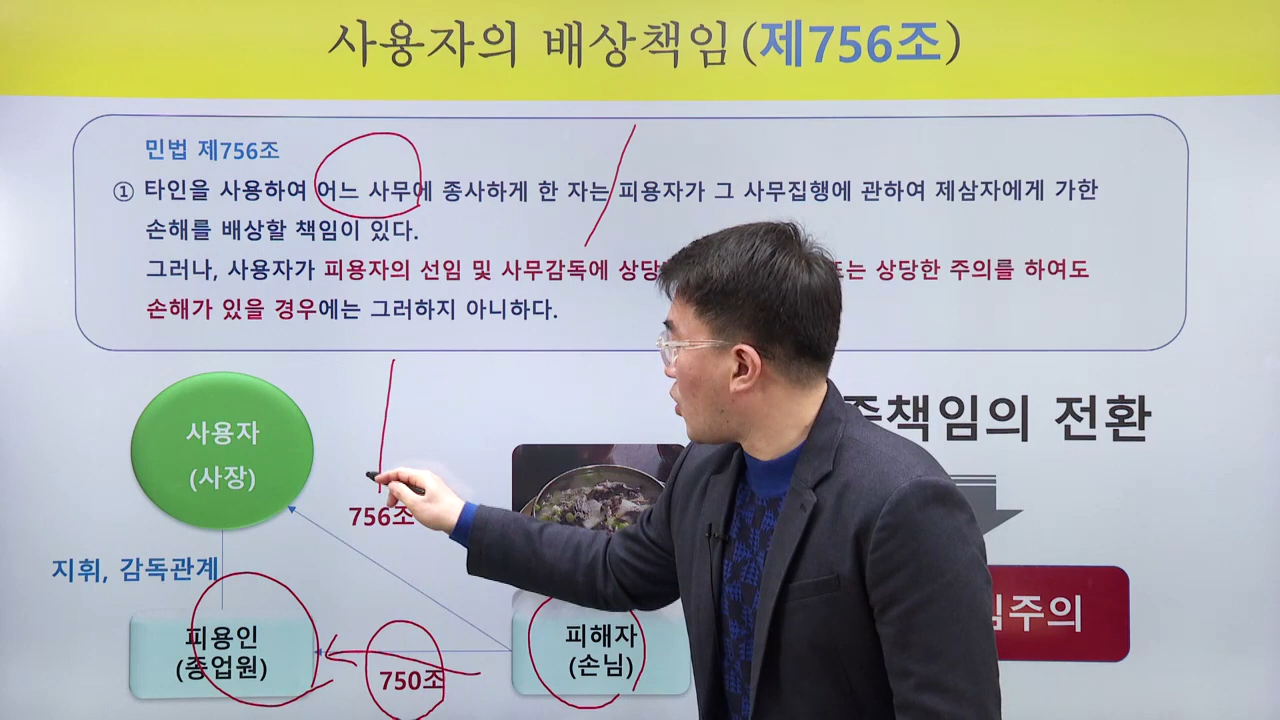 사용자의 배상책임(제756조)
민법 제756조
① 타인을 사용하여 어느 사무에 종사하게 한 자는 피용자가 그 사무집행에 관하여 제삼자에게 가한
손해를 배상할 책임이 있다.
그러나, 사용자가 피용자의 선임 및 사무감독에 또는 상당한 주의를 하여도
손해가 있을 경우에는 그러하지 아니하다.
사용자
(사장)
책임의 전환
756조
지휘, 감독관계
피용인
(종업원)
750조
피해자
(손님)
주의